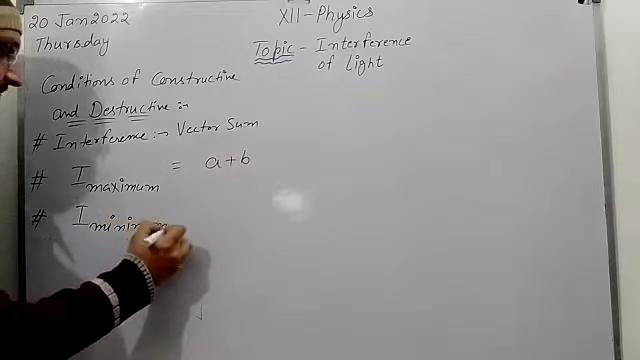 20 Jan 2022
Thursday
XII - Physics
Topic - Interference
of light
Conditions of Constructive
and Destructive :-
# Interference :-> Vector Sum
# I maximum = a+b
# I minimum